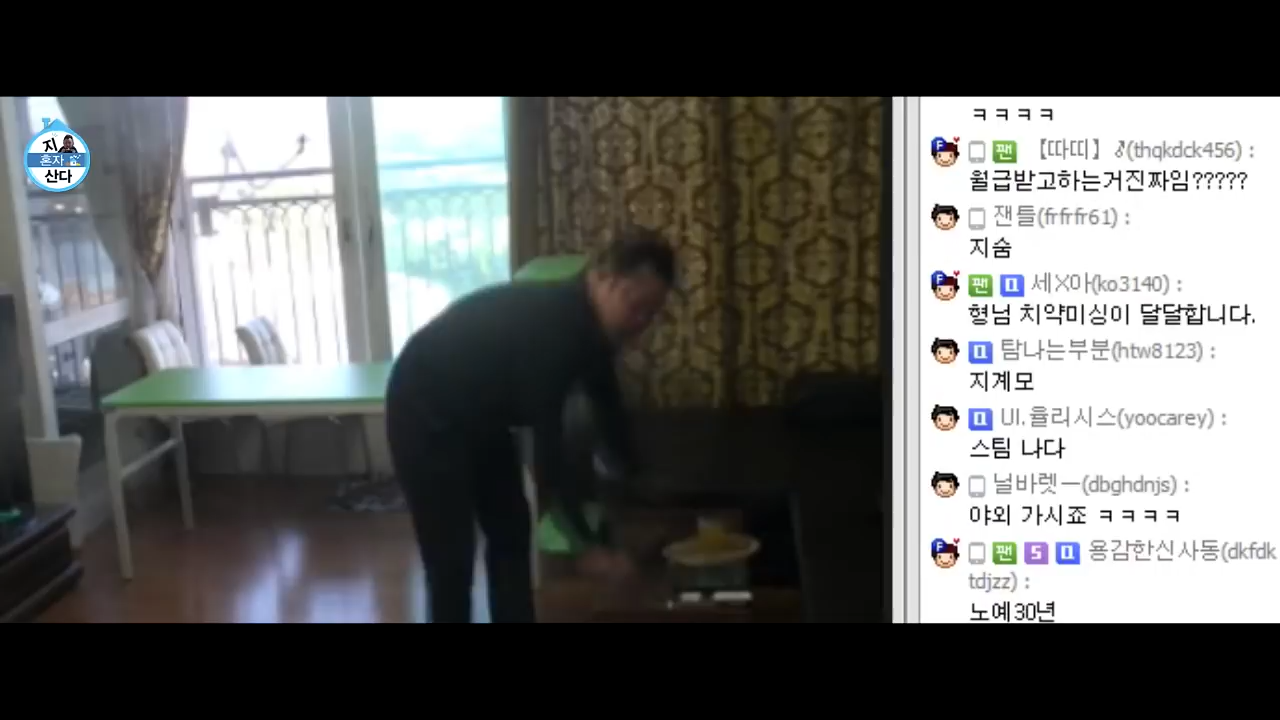 지
혼자
산다
ㅋㅋㅋㅋ
팬 【따띠】 ⚦(thqkdck456) :
월급받고하는거진짜임?????
잰틀(frfrfr61) :
지숨
팬 세X아(ko3140) :
형님 치약미싱이 달달합니다.
탐나는부분(htw8123) :
지계모
UI.율리시스(yoocarey) :
스팀 나다
널바렛ㅡ(dbghdnjs) :
야외 가시죠 ㅋㅋㅋㅋ
팬 S 용감한신사동(dkfdk
tdjzz) :
노예30년